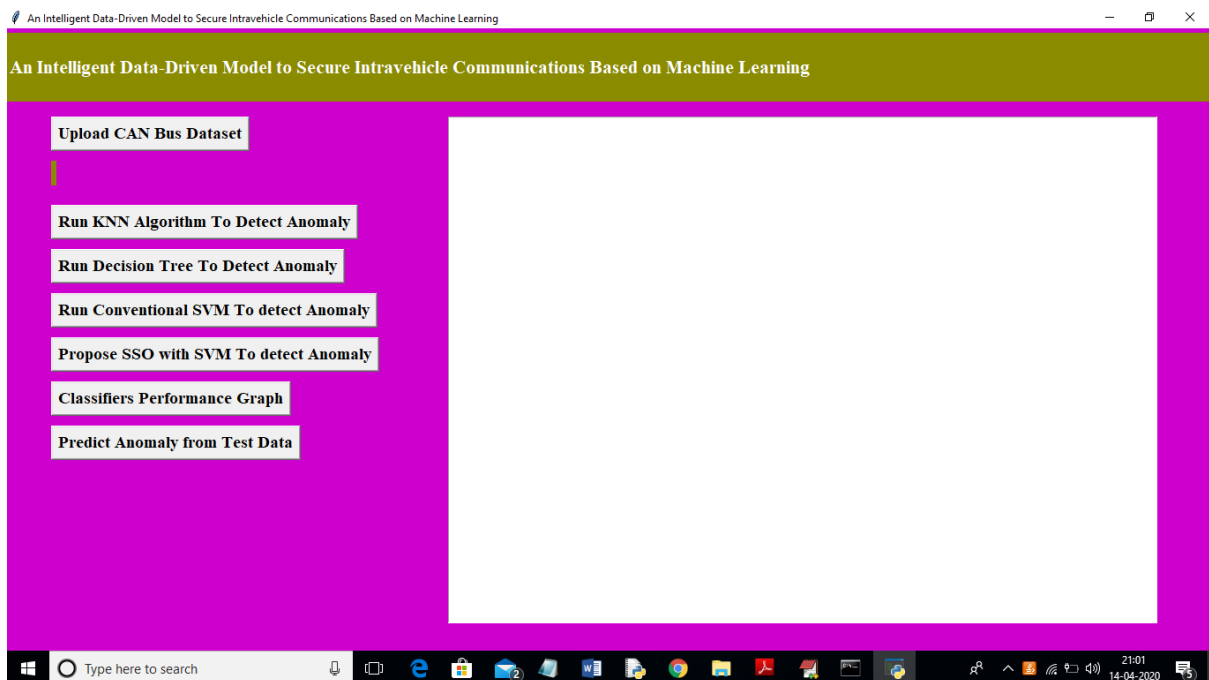 An Intelligent Data-Driven Model to Secure Intravehicle Communications Based on Machine Learning
An Intelligent Data-Driven Model to Secure Intravehicle Communications Based on Machine Learning
Upload CAN Bus Dataset
Run KNN Algorithm To Detect Anomaly
Run Decision Tree To Detect Anomaly
Run Conventional SVM To detect Anomaly
Propose SSO with SVM To detect Anomaly
Classifiers Performance Graph
Predict Anomaly from Test Data
Type here to search
2
21:01
14-04-2020
5